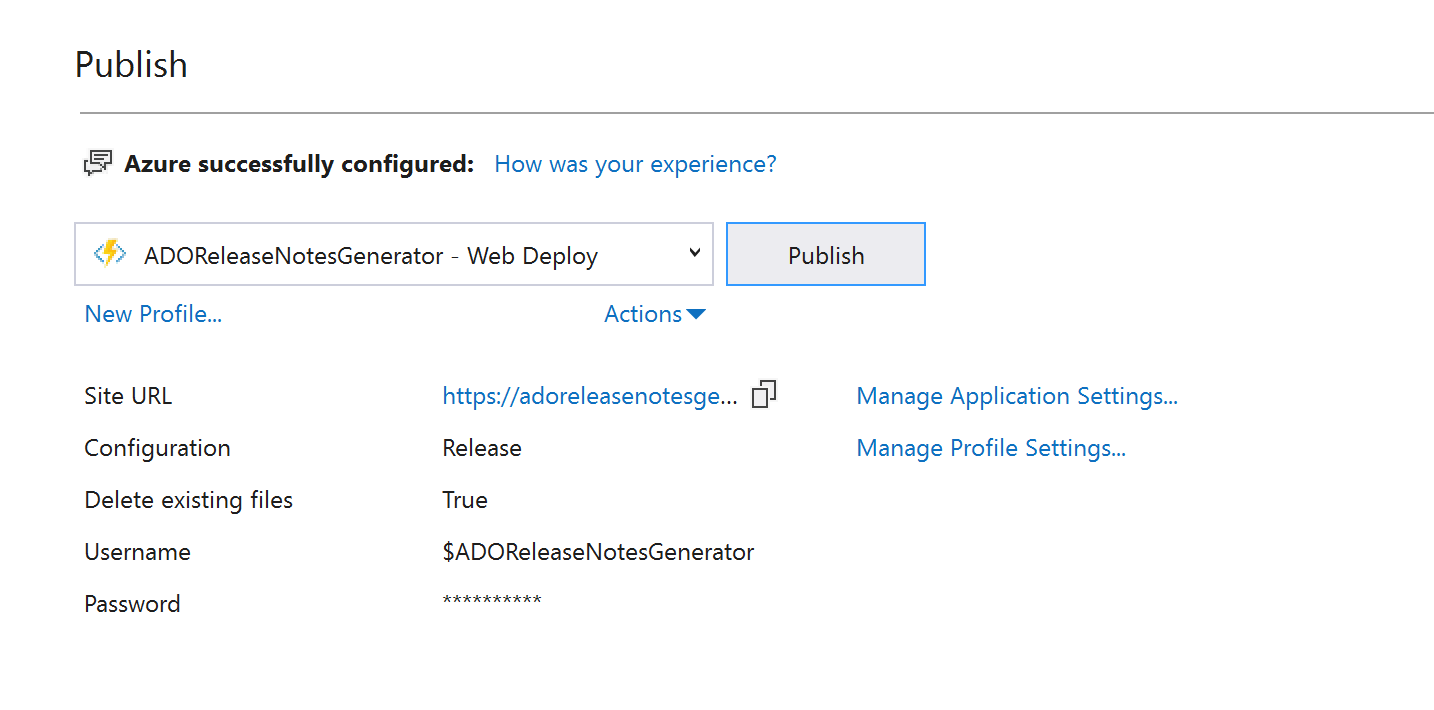 Publish
Azure successfully configured: How was your experience?
ADOReleaseNotesGenerator - Web Deploy Publish
New Profile... Actions
Site URL https://adoreleasenotesge... Manage Application Settings...
Configuration Release Manage Profile Settings...
Delete existing files True
Username $ADOReleaseNotesGenerator
Password **********